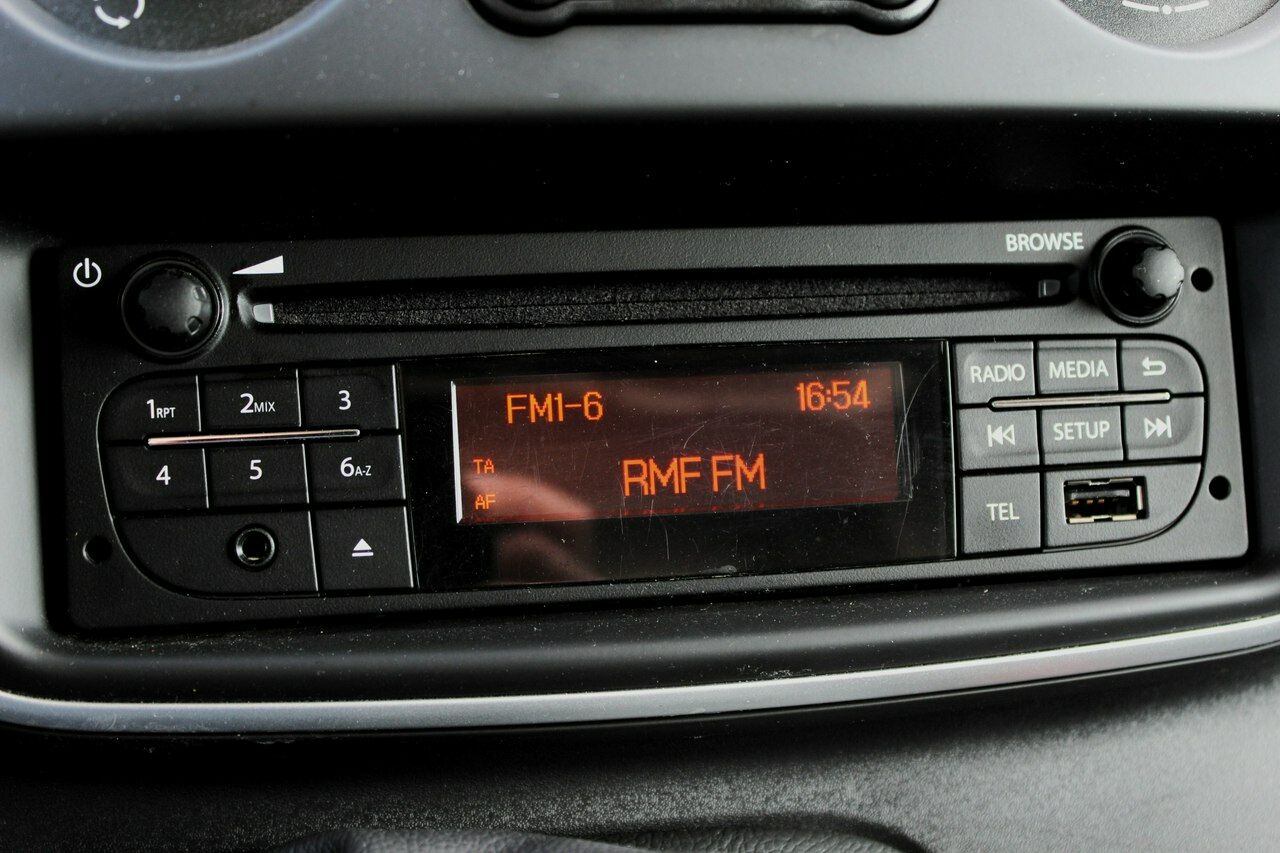 BROWSE
1RPT 2MIX 3
4 5 6A-Z
FM1-6 16:54
TA
RMF FM
AF
RADIO MEDIA
SETUP
TEL